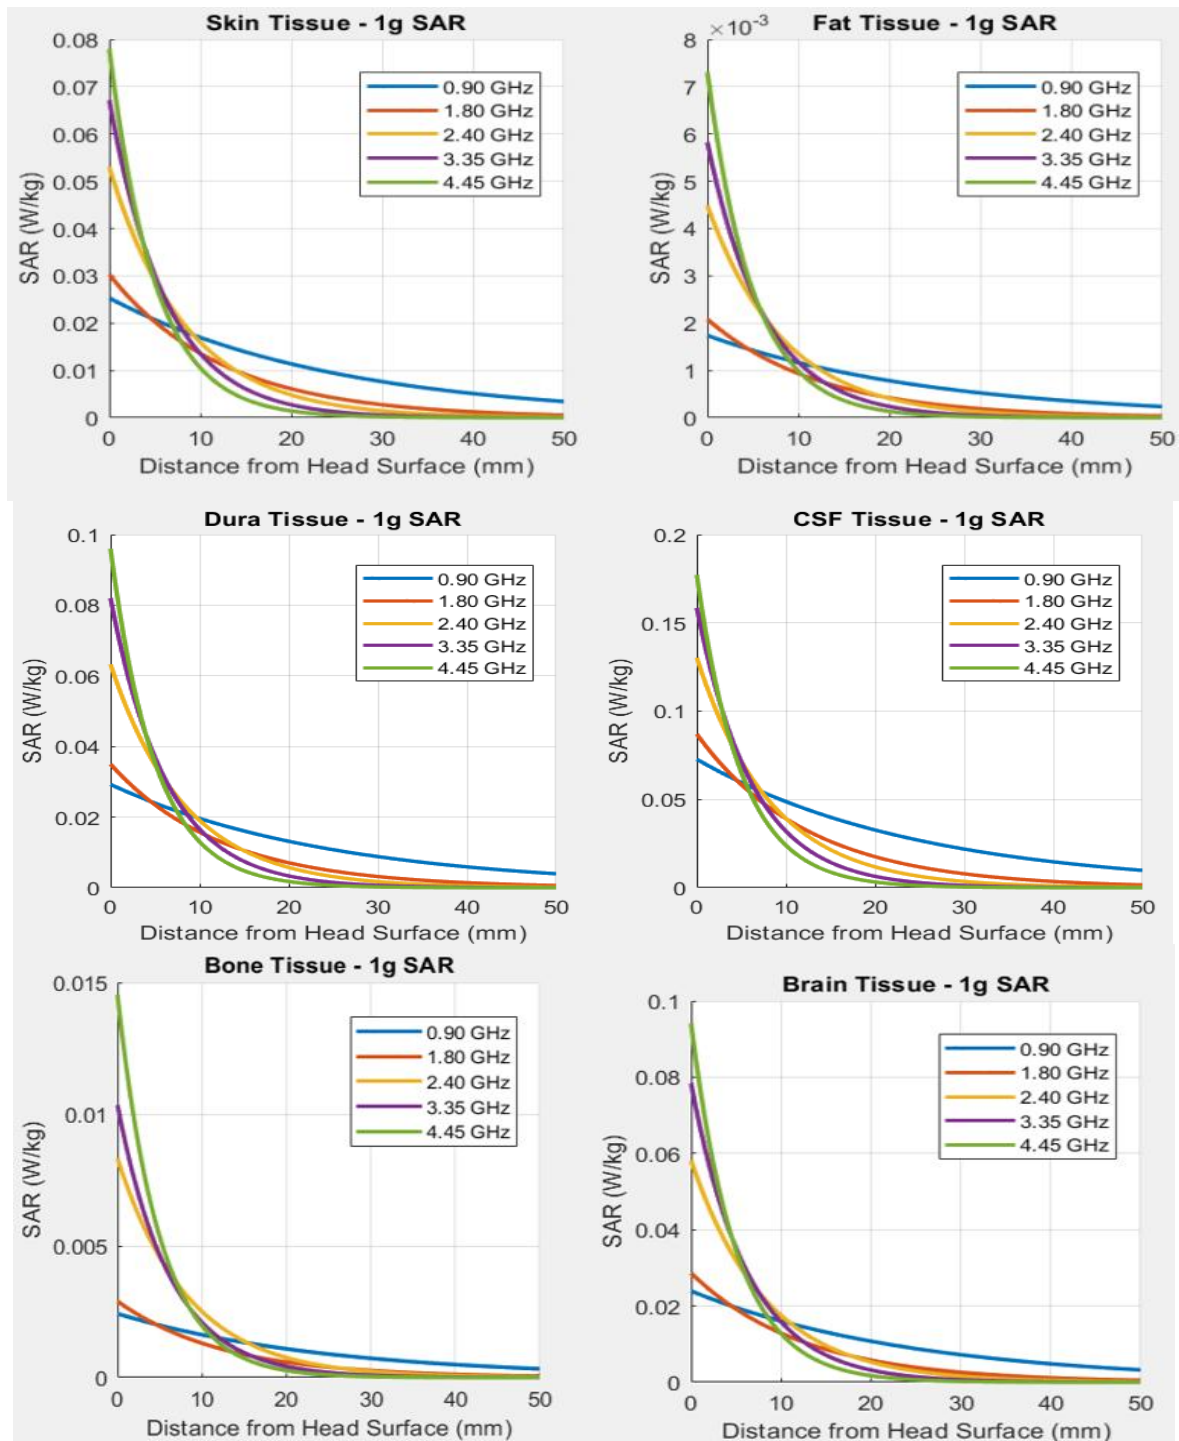 Skin Tissue - 1g SAR
0.08
0.07
0.06
0.05
0.04
0.03
0.02
0.01
0
SAR (W/kg)
0.90 GHz
1.80 GHz
2.40 GHz
3.35 GHz
4.45 GHz
0 10 20 30 40 50
Distance from Head Surface (mm)
×10⁻³
Fat Tissue - 1g SAR
8
7
6
5
4
3
2
1
0
SAR (W/kg)
0.90 GHz
1.80 GHz
2.40 GHz
3.35 GHz
4.45 GHz
0 10 20 30 40 50
Distance from Head Surface (mm)
Dura Tissue - 1g SAR
0.1
0.08
0.06
0.04
0.02
0
SAR (W/kg)
0.90 GHz
1.80 GHz
2.40 GHz
3.35 GHz
4.45 GHz
0 10 20 30 40 50
Distance from Head Surface (mm)
CSF Tissue - 1g SAR
0.2
0.15
0.1
0.05
0
SAR (W/kg)
0.90 GHz
1.80 GHz
2.40 GHz
3.35 GHz
4.45 GHz
0 10 20 30 40 50
Distance from Head Surface (mm)
Bone Tissue - 1g SAR
0.015
0.01
0.005
0
SAR (W/kg)
0.90 GHz
1.80 GHz
2.40 GHz
3.35 GHz
4.45 GHz
0 10 20 30 40 50
Distance from Head Surface (mm)
Brain Tissue - 1g SAR
0.1
0.08
0.06
0.04
0.02
0
SAR (W/kg)
0.90 GHz
1.80 GHz
2.40 GHz
3.35 GHz
4.45 GHz
0 10 20 30 40 50
Distance from Head Surface (mm)